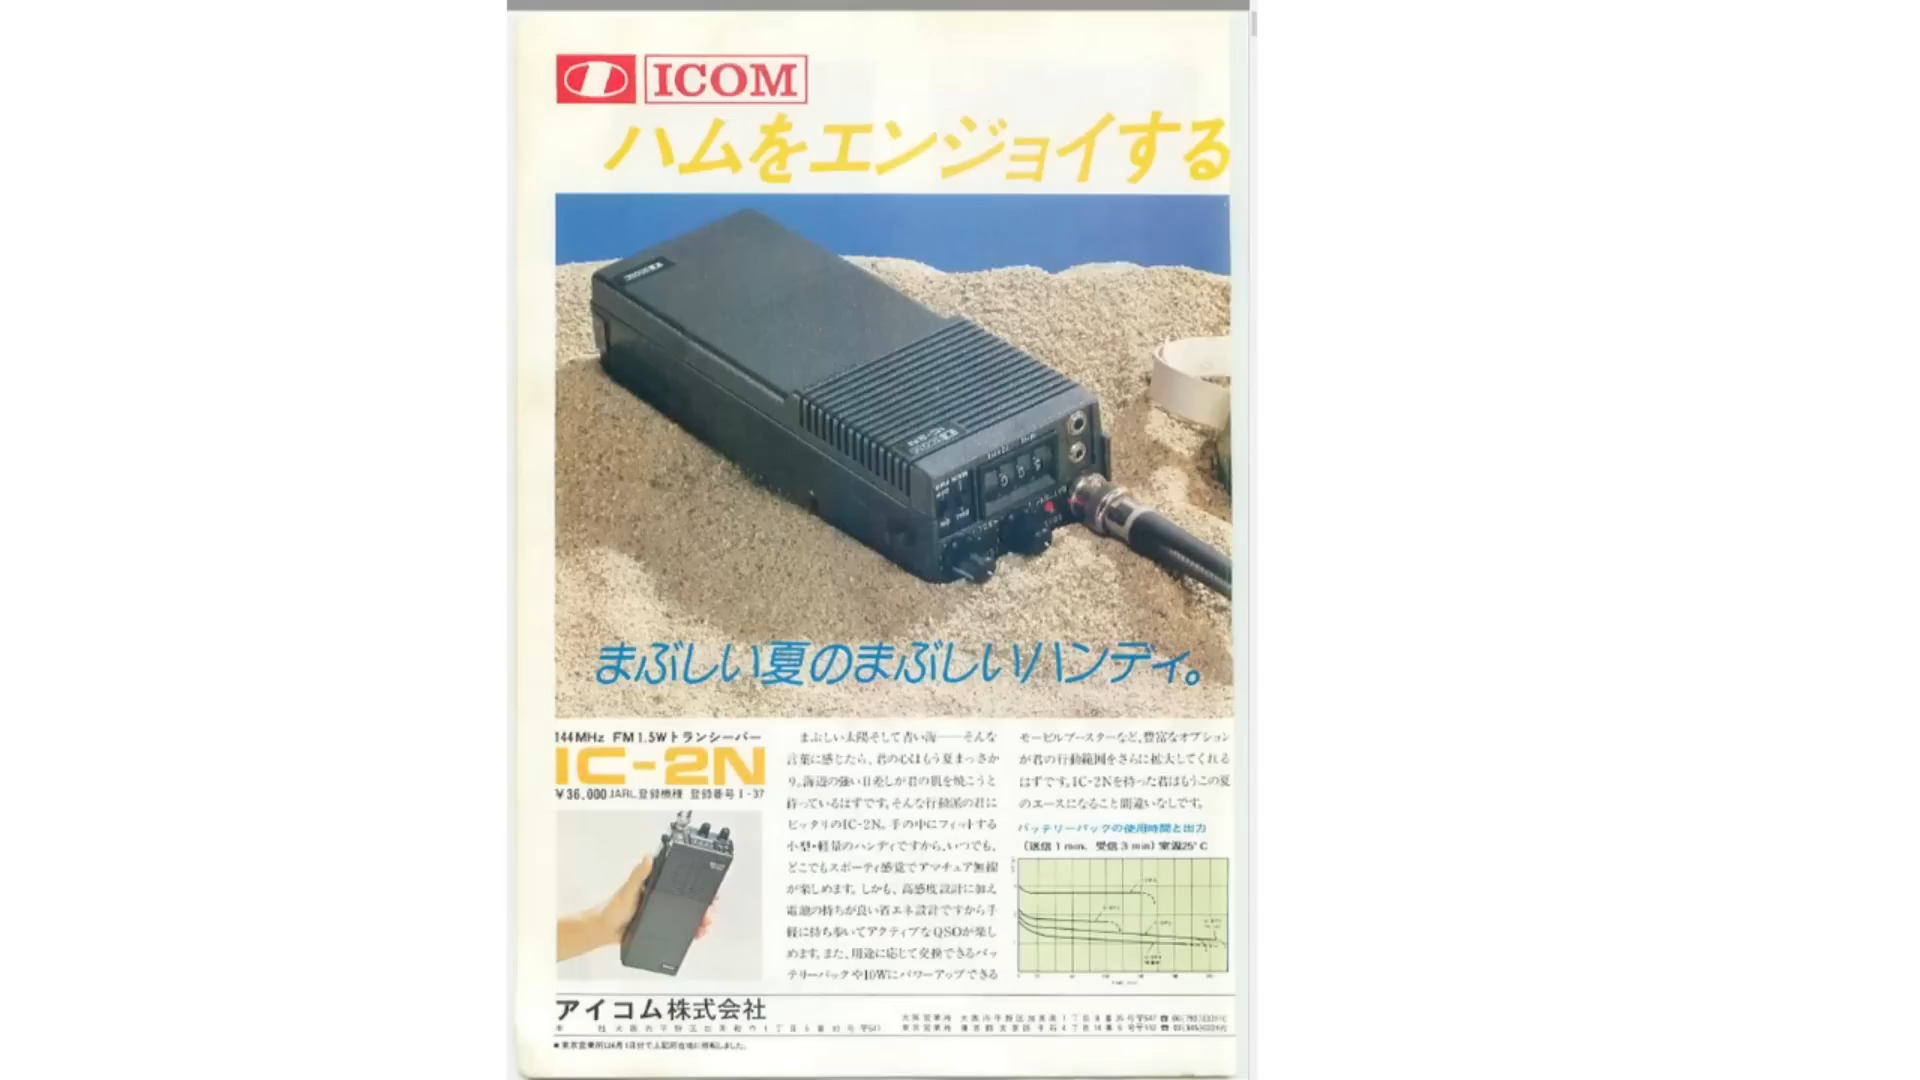 ICOM
ハムをエンジョイする
まぶしい夏のまぶしいハンディ。
144MHz FM1.5Wトランシーバー
IC-2N
¥36,000 JARL登録機種 登録番号 I-37
まぶしい太陽そして青い海——そんな
言葉に感じたら、君の心はもう夏まっさか
り。海辺の強い日差しが君の肌を焼こうと
待っているはずです。そんな行動派の君に
ピッタリのIC-2N。手の中にフィットする
小型・軽量のハンディですから、いつでも、
どこでもスポーティ感覚でアマチュア無線
が楽しめます。しかも、高感度設計に加え
電池の持ちが良い省エネ設計ですから手
軽に持ち歩いてアクティブなQSOが楽し
めます。また、用途に応じて交換できるバッ
テリーパックや10Wにパワーアップできる
モービルブースターなど、豊富なオプション
が君の行動範囲をさらに拡大してくれる
はずです。IC-2Nを持った君はもうこの夏
のエースになること間違いなしです。
バッテリーパックの使用時間と出力
(送信1min. 受信3min)室温25°C
アイコム株式会社